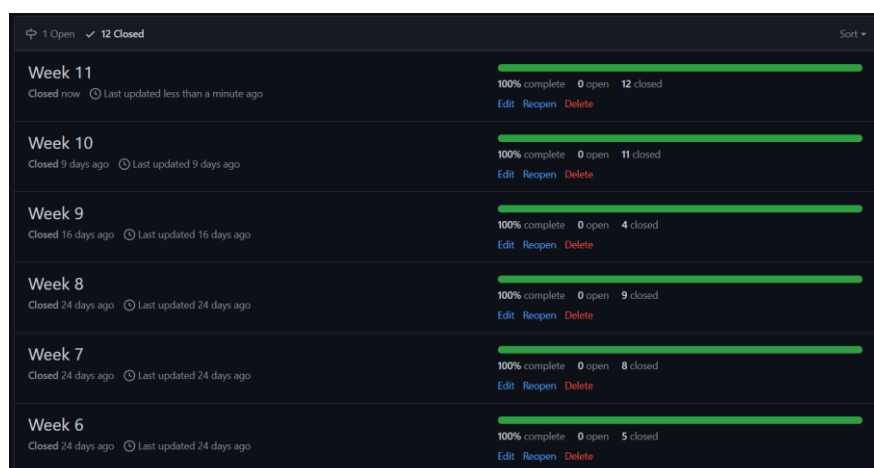 1 Open 12 Closed Sort
Week 11
Closed now Last updated less than a minute ago
100% complete 0 open 12 closed
Edit Reopen Delete
Week 10
Closed 9 days ago Last updated 9 days ago
100% complete 0 open 11 closed
Edit Reopen Delete
Week 9
Closed 16 days ago Last updated 16 days ago
100% complete 0 open 4 closed
Edit Reopen Delete
Week 8
Closed 24 days ago Last updated 24 days ago
100% complete 0 open 9 closed
Edit Reopen Delete
Week 7
Closed 24 days ago Last updated 24 days ago
100% complete 0 open 8 closed
Edit Reopen Delete
Week 6
Closed 24 days ago Last updated 24 days ago
100% complete 0 open 5 closed
Edit Reopen Delete